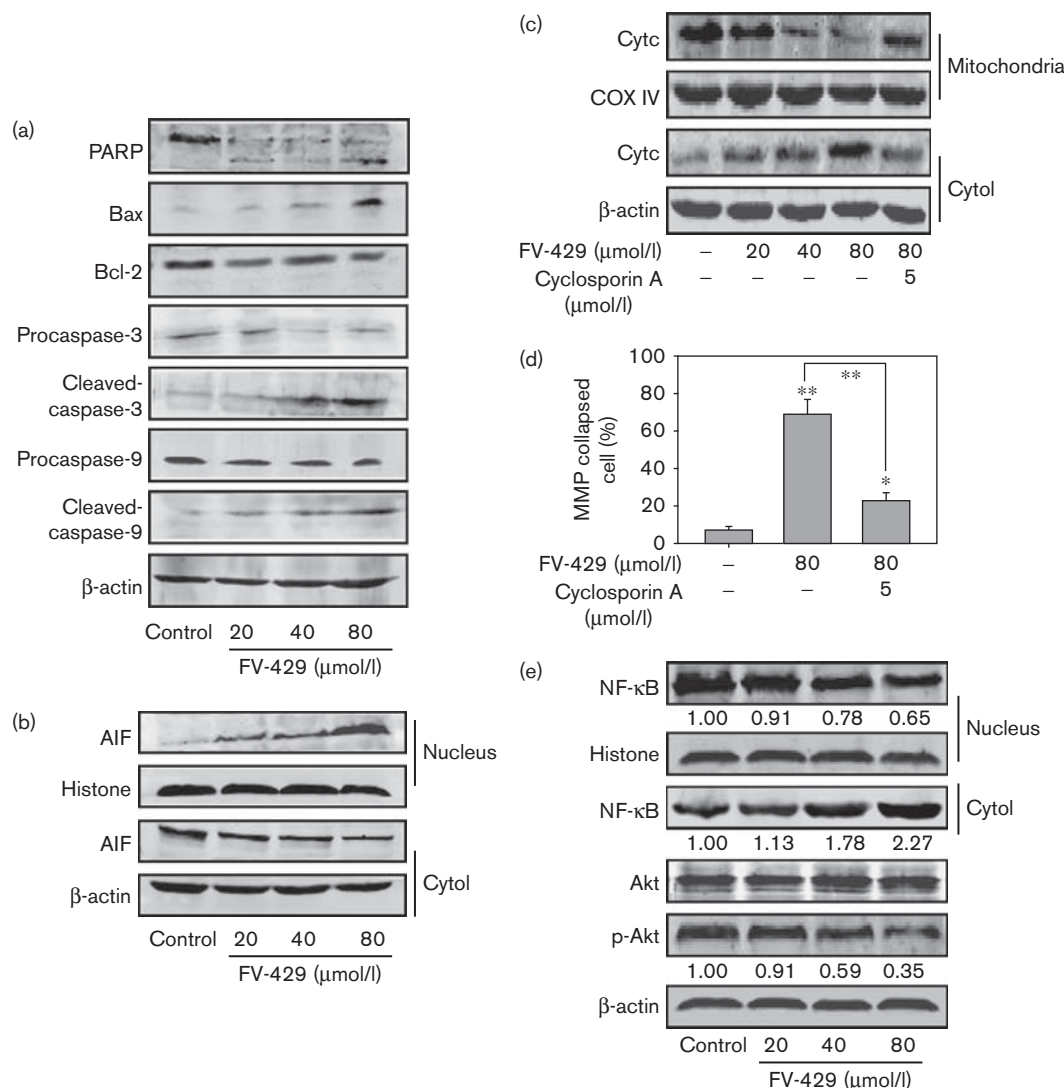 (a)
PARP
Bax
Bcl-2
Procaspase-3
Cleaved-
caspase-3
Procaspase-9
Cleaved-
caspase-9
β-actin
Control 20 40 80
FV-429 (μmol/l)
(b)
AIF
Nucleus
Histone
AIF
Cytol
β-actin
Control 20 40 80
FV-429 (μmol/l)
(c)
Cytc
Mitochondria
COX IV
Cytc
Cytol
β-actin
FV-429 (μmol/l) – 20 40 80 80
Cyclosporin A – – – – 5
(μmol/l)
(d)
MMP collapsed
cell (%)
100
80
60
40
20
0
**
**
*
FV-429 (μmol/l) – 80 80
Cyclosporin A – – 5
(μmol/l)
(e)
NF-κB
1.00 0.91 0.78 0.65
Nucleus
Histone
NF-κB
Cytol
1.00 1.13 1.78 2.27
Akt
p-Akt
1.00 0.91 0.59 0.35
β-actin
Control 20 40 80
FV-429 (μmol/l)